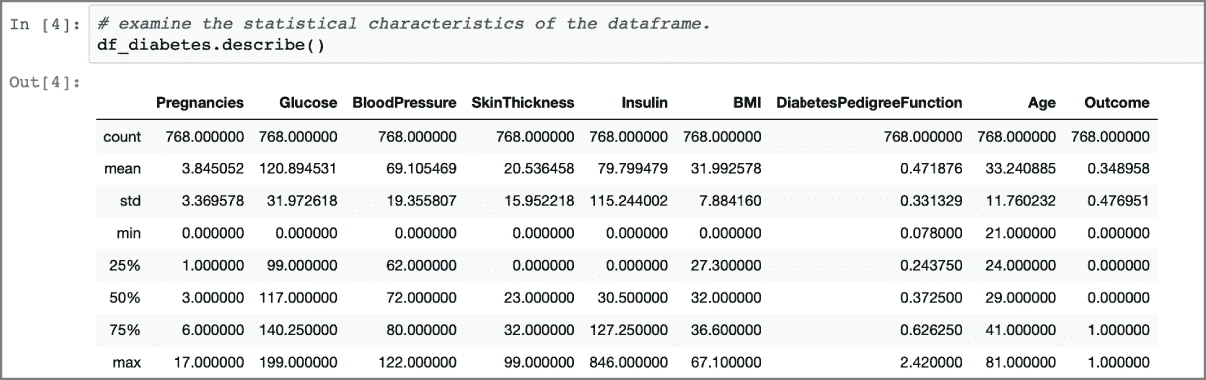 In [4]: # examine the statistical characteristics of the dataframe.
df_diabetes.describe()
Out[4]:
Pregnancies Glucose BloodPressure SkinThickness Insulin BMI DiabetesPedigreeFunction Age Outcome
count 768.000000 768.000000 768.000000 768.000000 768.000000 768.000000 768.000000 768.000000 768.000000
mean 3.845052 120.894531 69.105469 20.536458 79.799479 31.992578 0.471876 33.240885 0.348958
std 3.369578 31.972618 19.355807 15.952218 115.244002 7.884160 0.331329 11.760232 0.476951
min 0.000000 0.000000 0.000000 0.000000 0.000000 0.000000 0.078000 21.000000 0.000000
25% 1.000000 99.000000 62.000000 0.000000 0.000000 27.300000 0.243750 24.000000 0.000000
50% 3.000000 117.000000 72.000000 23.000000 30.500000 32.000000 0.372500 29.000000 0.000000
75% 6.000000 140.250000 80.000000 32.000000 127.250000 36.600000 0.626250 41.000000 1.000000
max 17.000000 199.000000 122.000000 99.000000 846.000000 67.100000 2.420000 81.000000 1.000000